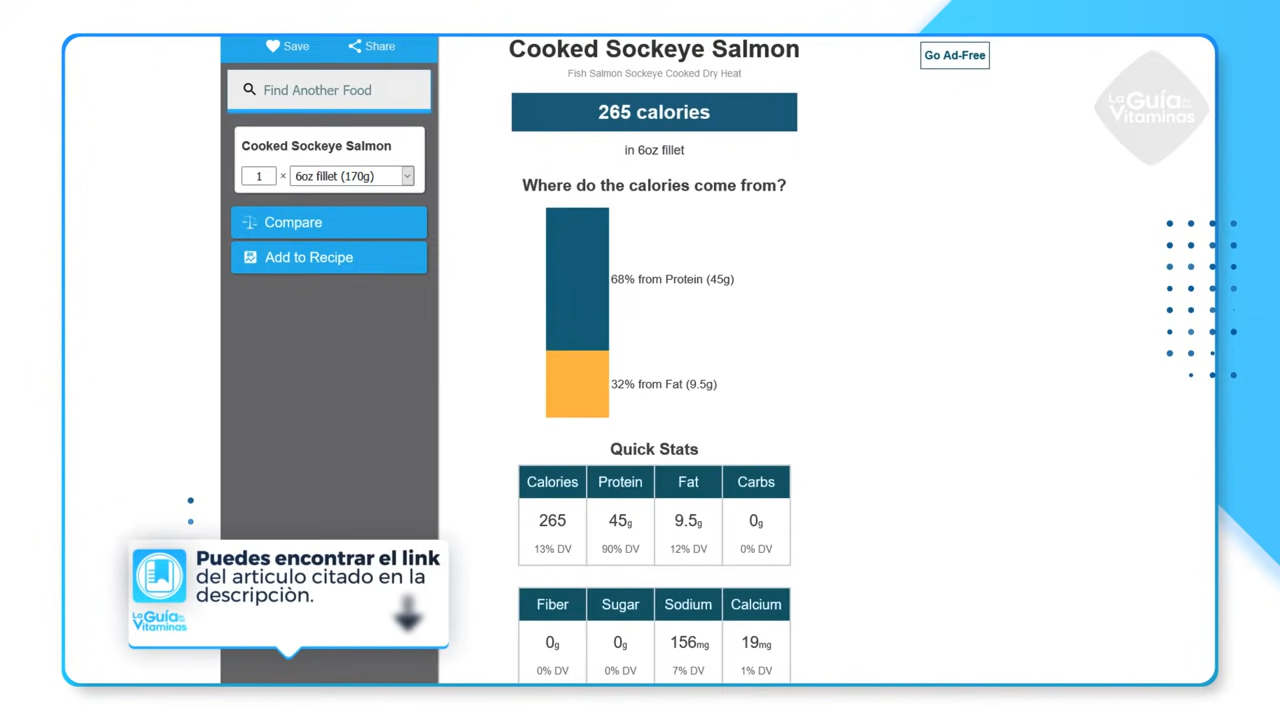 Save
Share
Find Another Food
Cooked Sockeye Salmon
1 × 6oz fillet (170g)
Compare
Add to Recipe
Cooked Sockeye Salmon
Fish Salmon Sockeye Cooked Dry Heat
265 calories
in 6oz fillet
Where do the calories come from?
68% from Protein (45g)
32% from Fat (9.5g)
Quick Stats
Calories Protein Fat Carbs
265 45g 9.5g 0g
13% DV 90% DV 12% DV 0% DV
Fiber Sugar Sodium Calcium
0g 0g 156mg 19mg
0% DV 0% DV 7% DV 1% DV
Go Ad-Free
La Guía de las
Vitaminas
Puedes encontrar el link
del articulo citado en la
descripciòn.
La Guía de las
Vitaminas